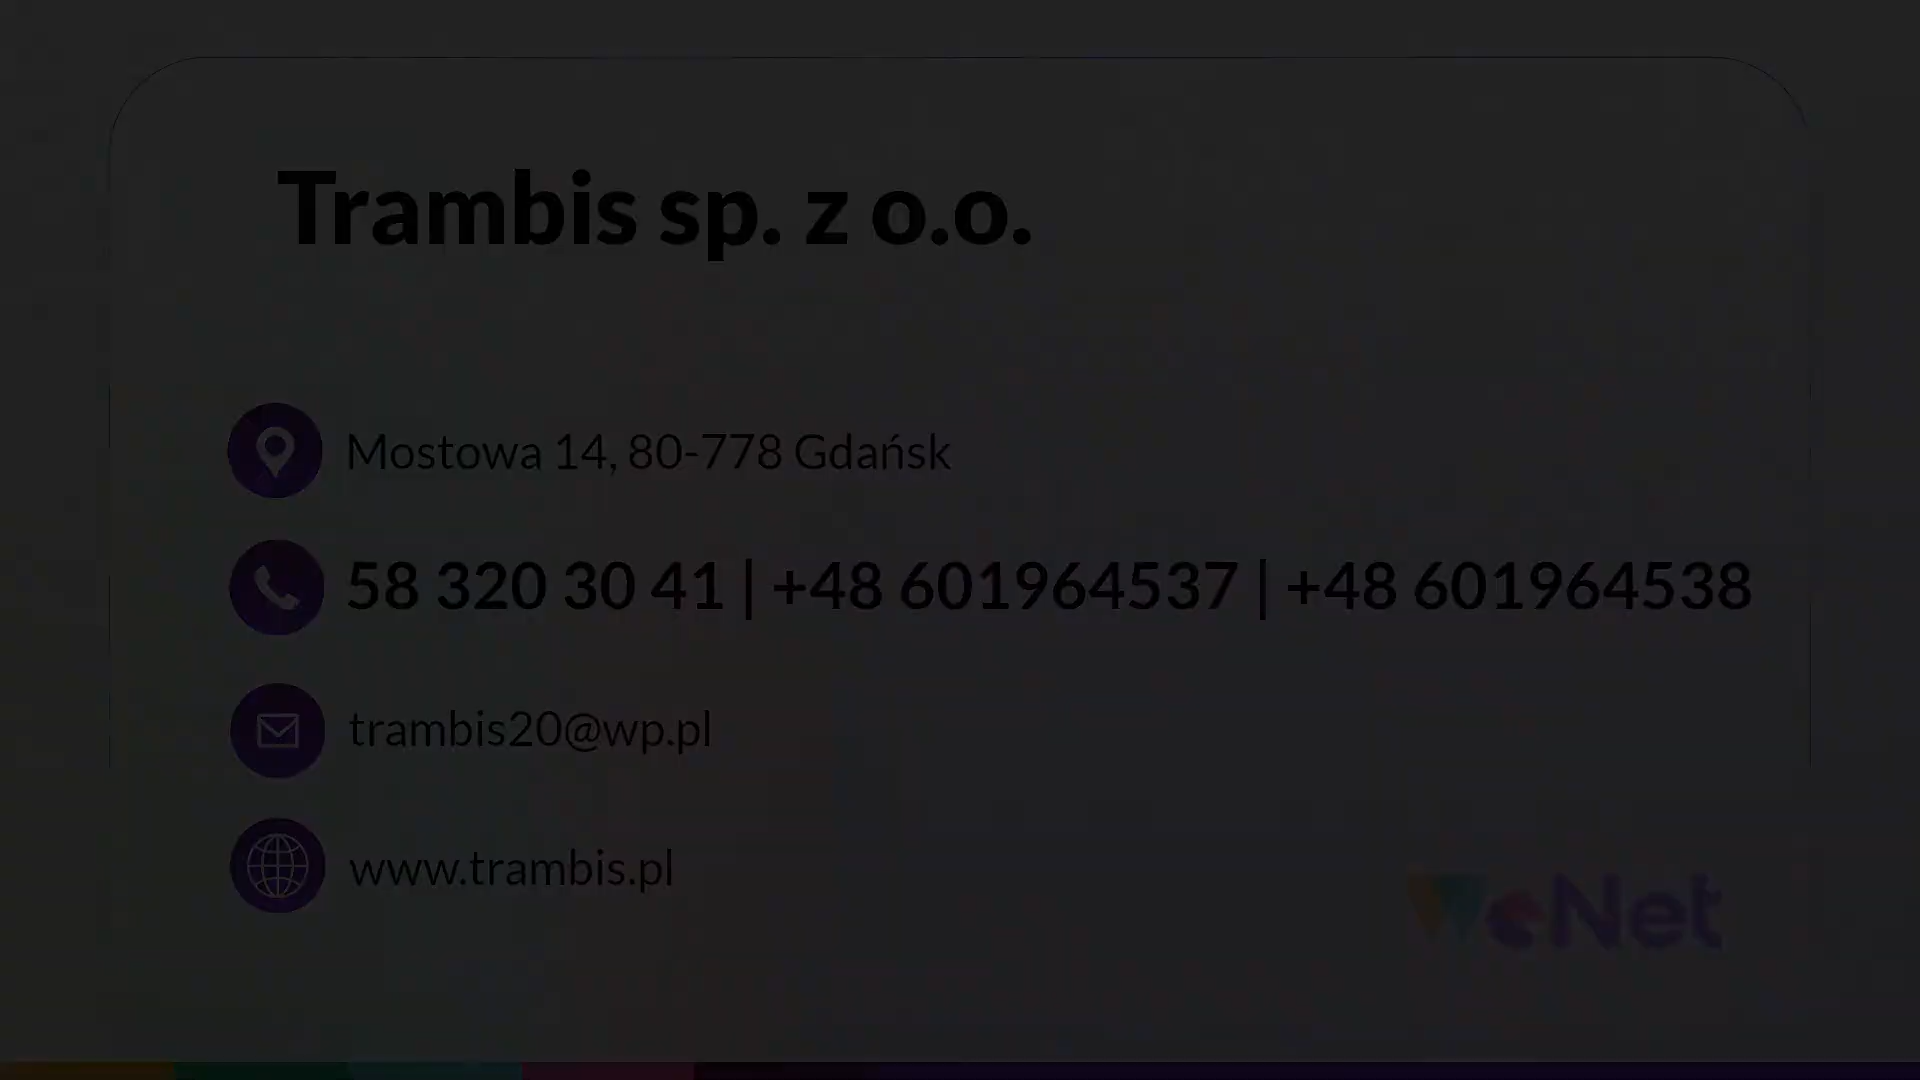 Trambis sp. z o.o.
Mostowa 14, 80-778 Gdańsk
58 320 30 41 | +48 601964537 | +48 601964538
trambis20@wp.pl
www.trambis.pl
WeNet